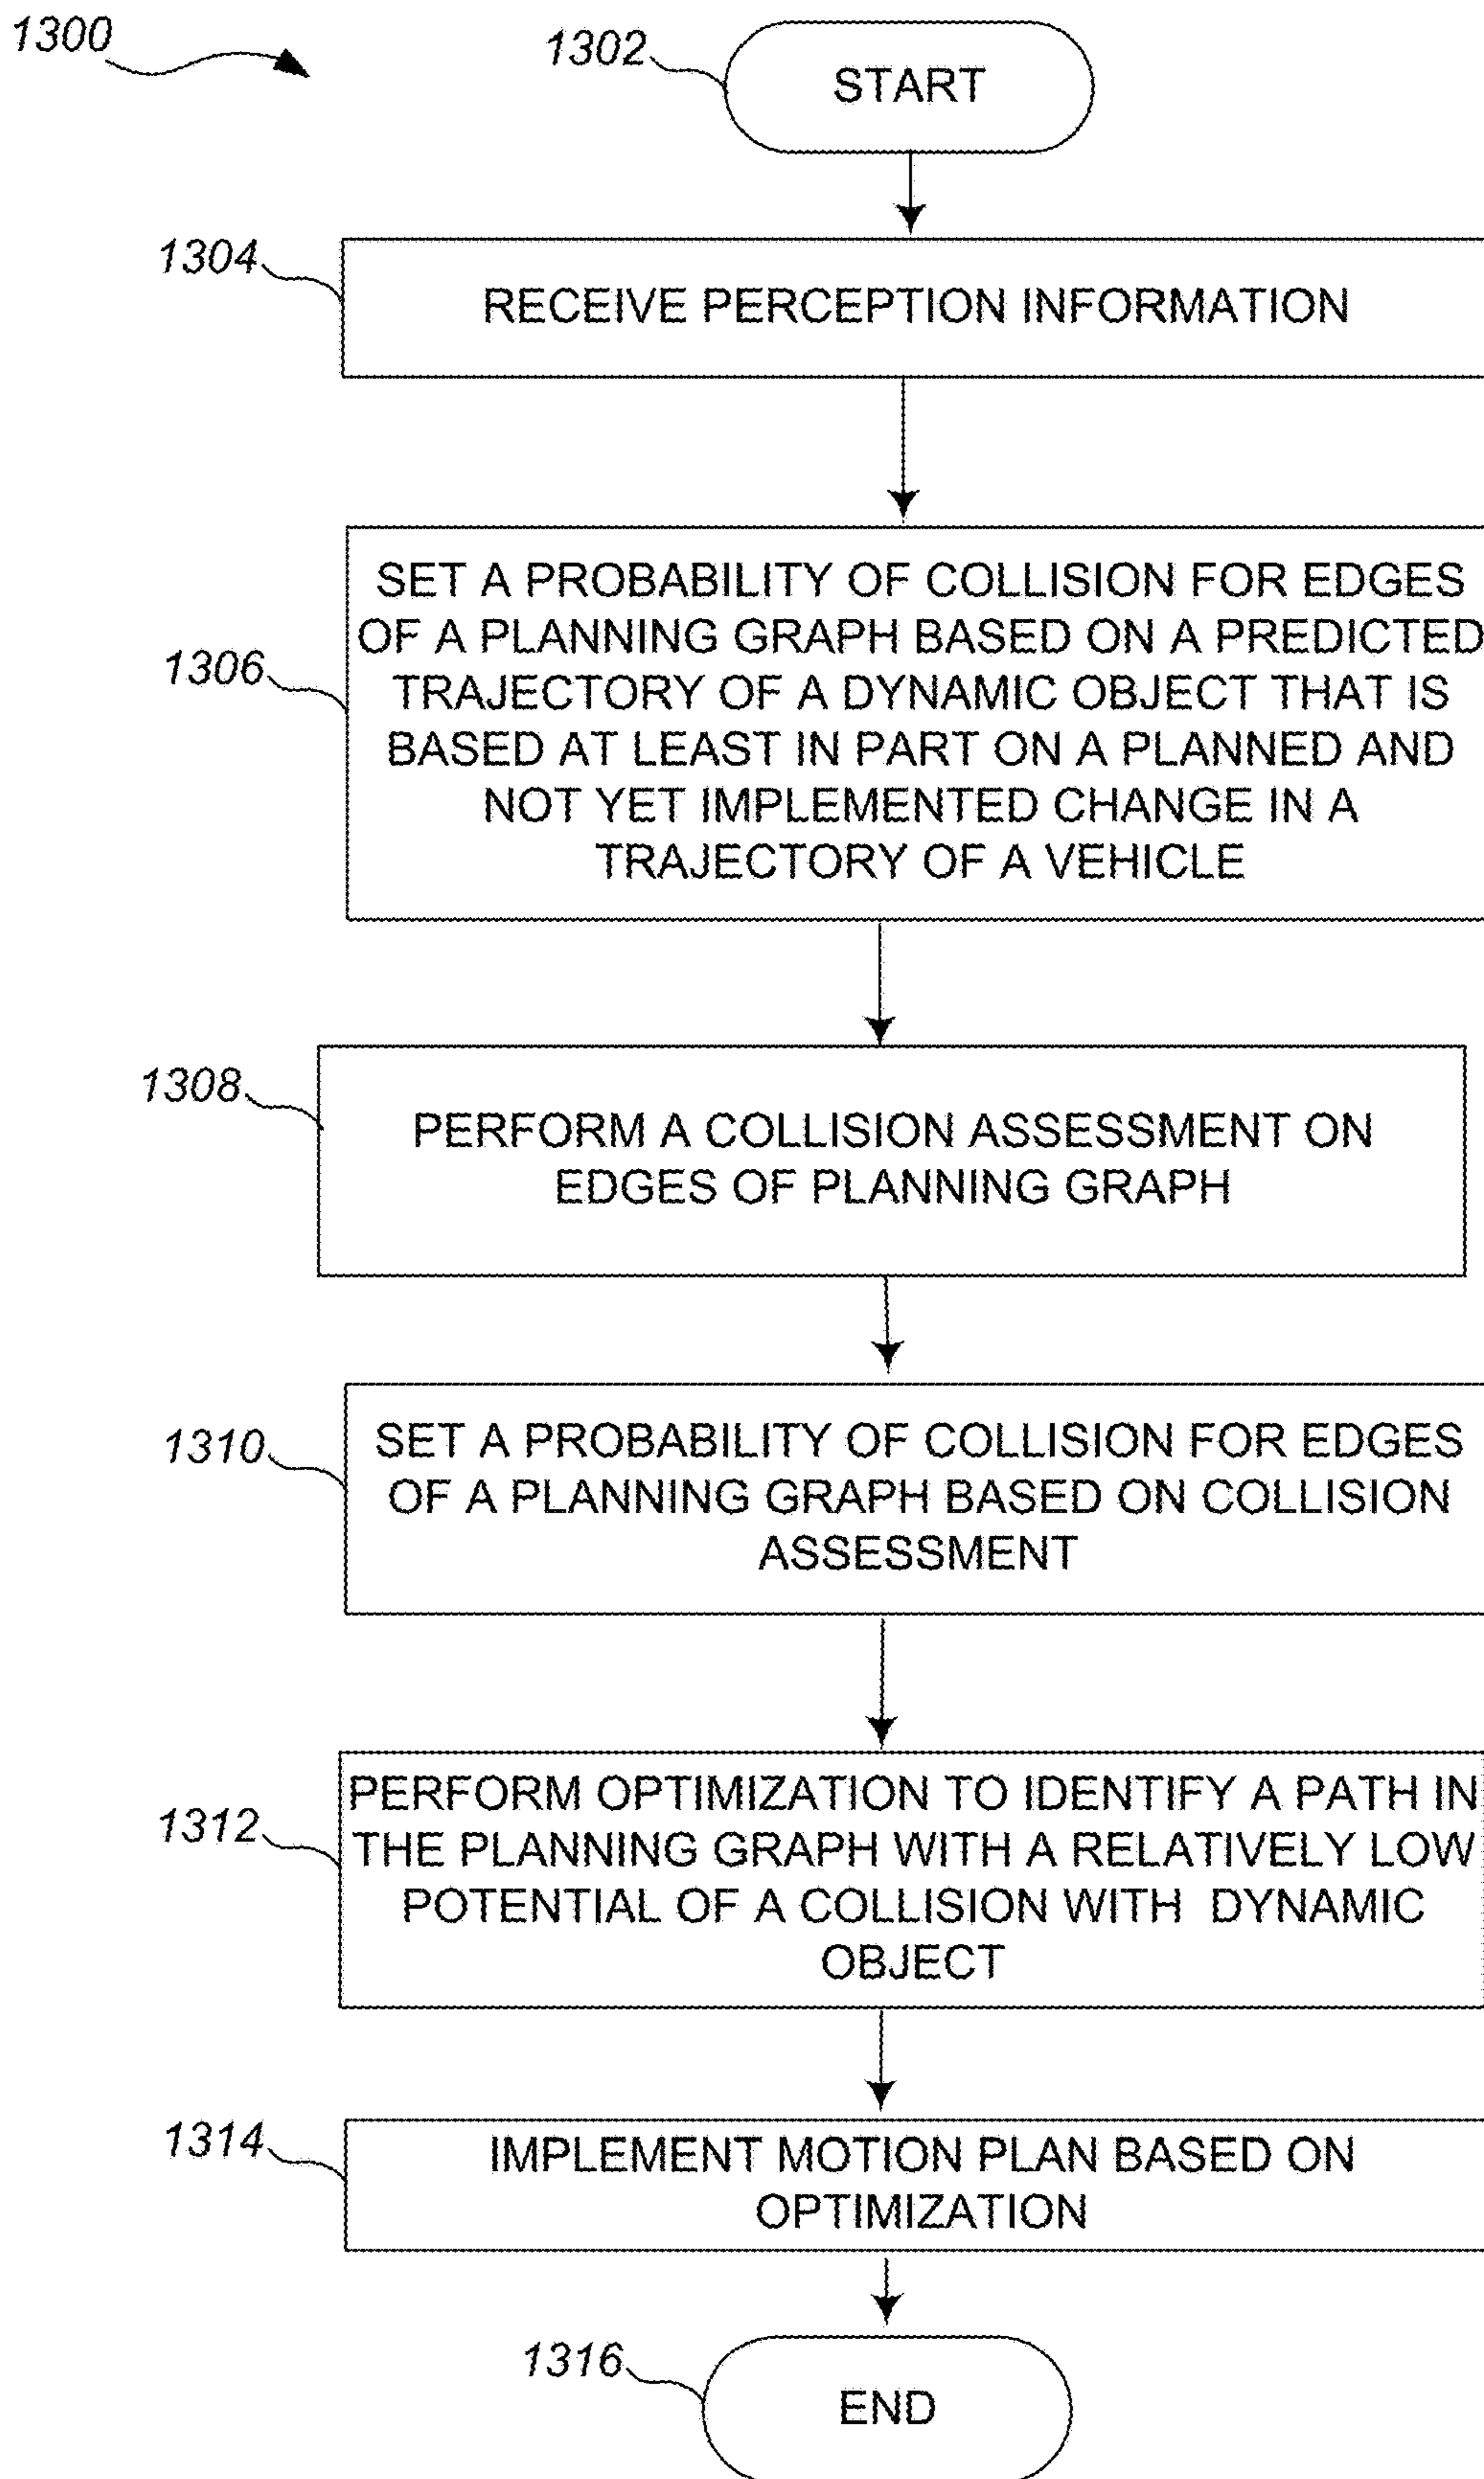 1300
1302
START
1304
RECEIVE PERCEPTION INFORMATION
1306
SET A PROBABILITY OF COLLISION FOR EDGES
OF A PLANNING GRAPH BASED ON A PREDICTED
TRAJECTORY OF A DYNAMIC OBJECT THAT IS
BASED AT LEAST IN PART ON A PLANNED AND
NOT YET IMPLEMENTED CHANGE IN A
TRAJECTORY OF A VEHICLE
1308
PERFORM A COLLISION ASSESSMENT ON
EDGES OF PLANNING GRAPH
1310
SET A PROBABILITY OF COLLISION FOR EDGES
OF A PLANNING GRAPH BASED ON COLLISION
ASSESSMENT
1312
PERFORM OPTIMIZATION TO IDENTIFY A PATH IN
THE PLANNING GRAPH WITH A RELATIVELY LOW
POTENTIAL OF A COLLISION WITH DYNAMIC
OBJECT
1314
IMPLEMENT MOTION PLAN BASED ON
OPTIMIZATION
1316
END